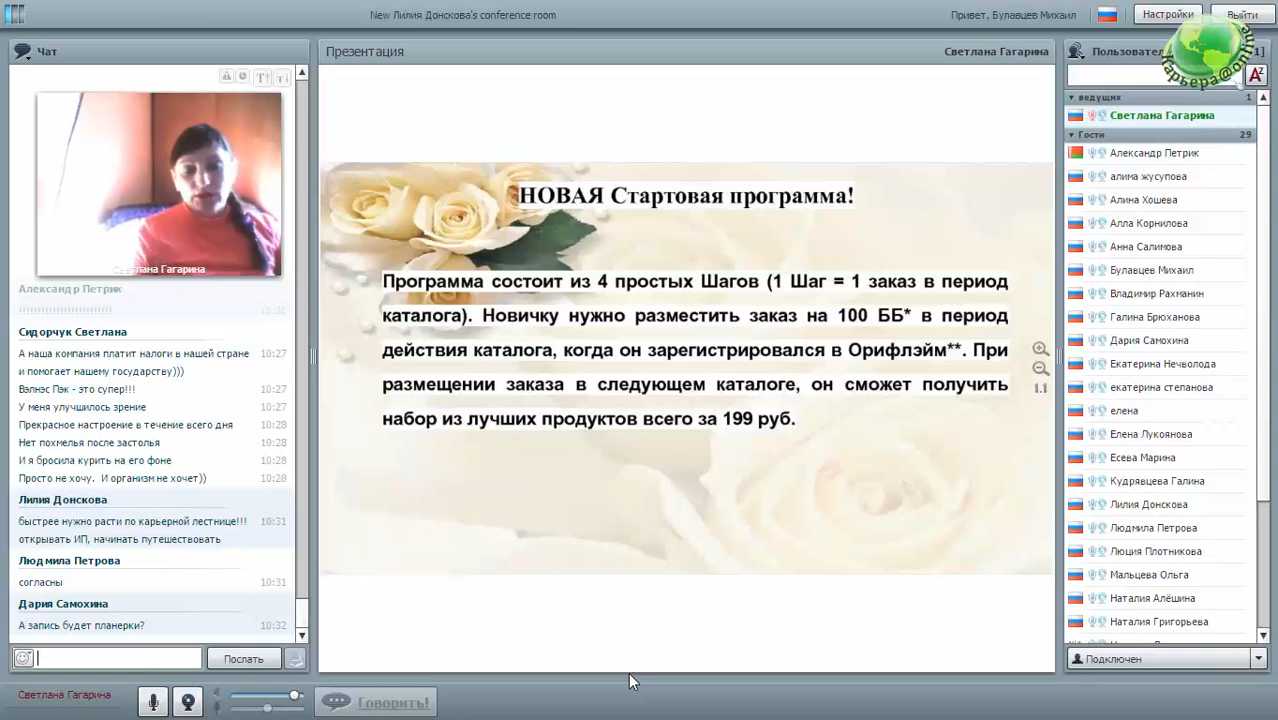 New Лилия Донскова's conference room
Привет, Булавцев Михаил
Настройки
Выйти
Чат
Светлана Гагарина
Александр Петрик
!!!!!!!!!!!!!!!!!!!!!!!!
Сидорчук Светлана
А наша компания платит налоги в нашей стране 10:27
и помогает нашему государству)))
Вэлнэс Пэк - это супер!!! 10:27
У меня улучшилось зрение 10:27
Прекрасное настроение в течение всего дня 10:28
Нет похмелья после застолья 10:28
И я бросила курить на его фоне 10:28
Просто не хочу. И организм не хочет)) 10:28
Лилия Донскова
быстрее нужно расти по карьерной лестнице!!! 10:31
открывать ИП, начинать путешествовать
Людмила Петрова
согласны 10:31
Дария Самохина
А запись будет планерки? 10:32
Послать
Светлана Гагарина
Говорить!
Презентация
Светлана Гагарина
НОВАЯ Стартовая программа!
Программа состоит из 4 простых Шагов (1 Шаг = 1 заказ в период
каталога). Новичку нужно разместить заказ на 100 ББ* в период
действия каталога, когда он зарегистрировался в Орифлэйм**. При
размещении заказа в следующем каталоге, он сможет получить
набор из лучших продуктов всего за 199 руб.
1:1
Карьера@online
ведущих 1
Светлана Гагарина
Гости 29
Александр Петрик
алима жусупова
Алина Хошева
Алла Корнилова
Анна Салимова
Булавцев Михаил
Владимир Рахманин
Галина Брюханова
Дария Самохина
Екатерина Нечволода
екатерина степанова
елена
Елена Лукоянова
Есева Марина
Кудрявцева Галина
Лилия Донскова
Людмила Петрова
Люция Плотникова
Мальцева Ольга
Наталия Алёшина
Наталия Григорьева
Подключен